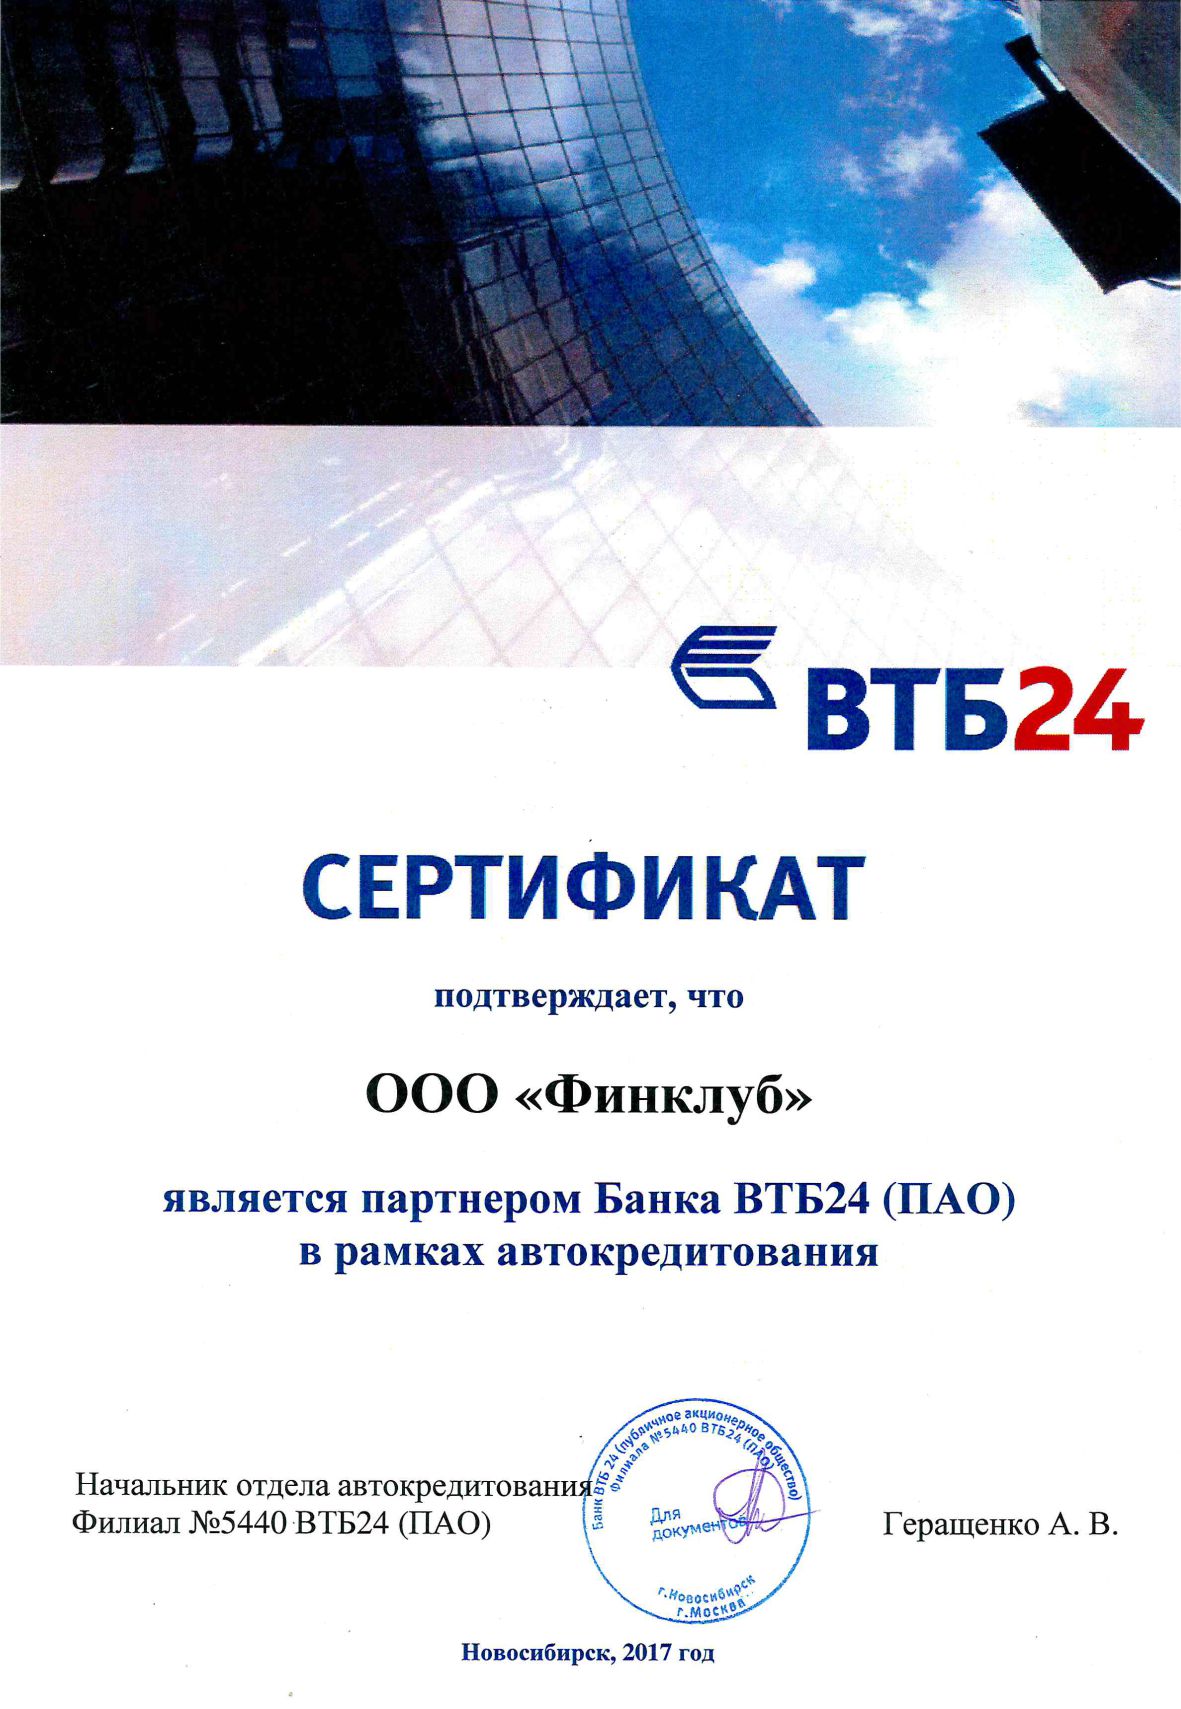 ВТБ24
СЕРТИФИКАТ
подтверждает, что
ООО «Финклуб»
является партнером Банка ВТБ24 (ПАО)
в рамках автокредитования
Начальник отдела автокредитования
Филиал №5440 ВТБ24 (ПАО)
Банк ВТБ 24 (публичное акционерное общество)
Филиала №5440 ВТБ24 (ПАО)
Для
документов
г.Новосибирск
г.Москва
Геращенко А. В.
Новосибирск, 2017 год